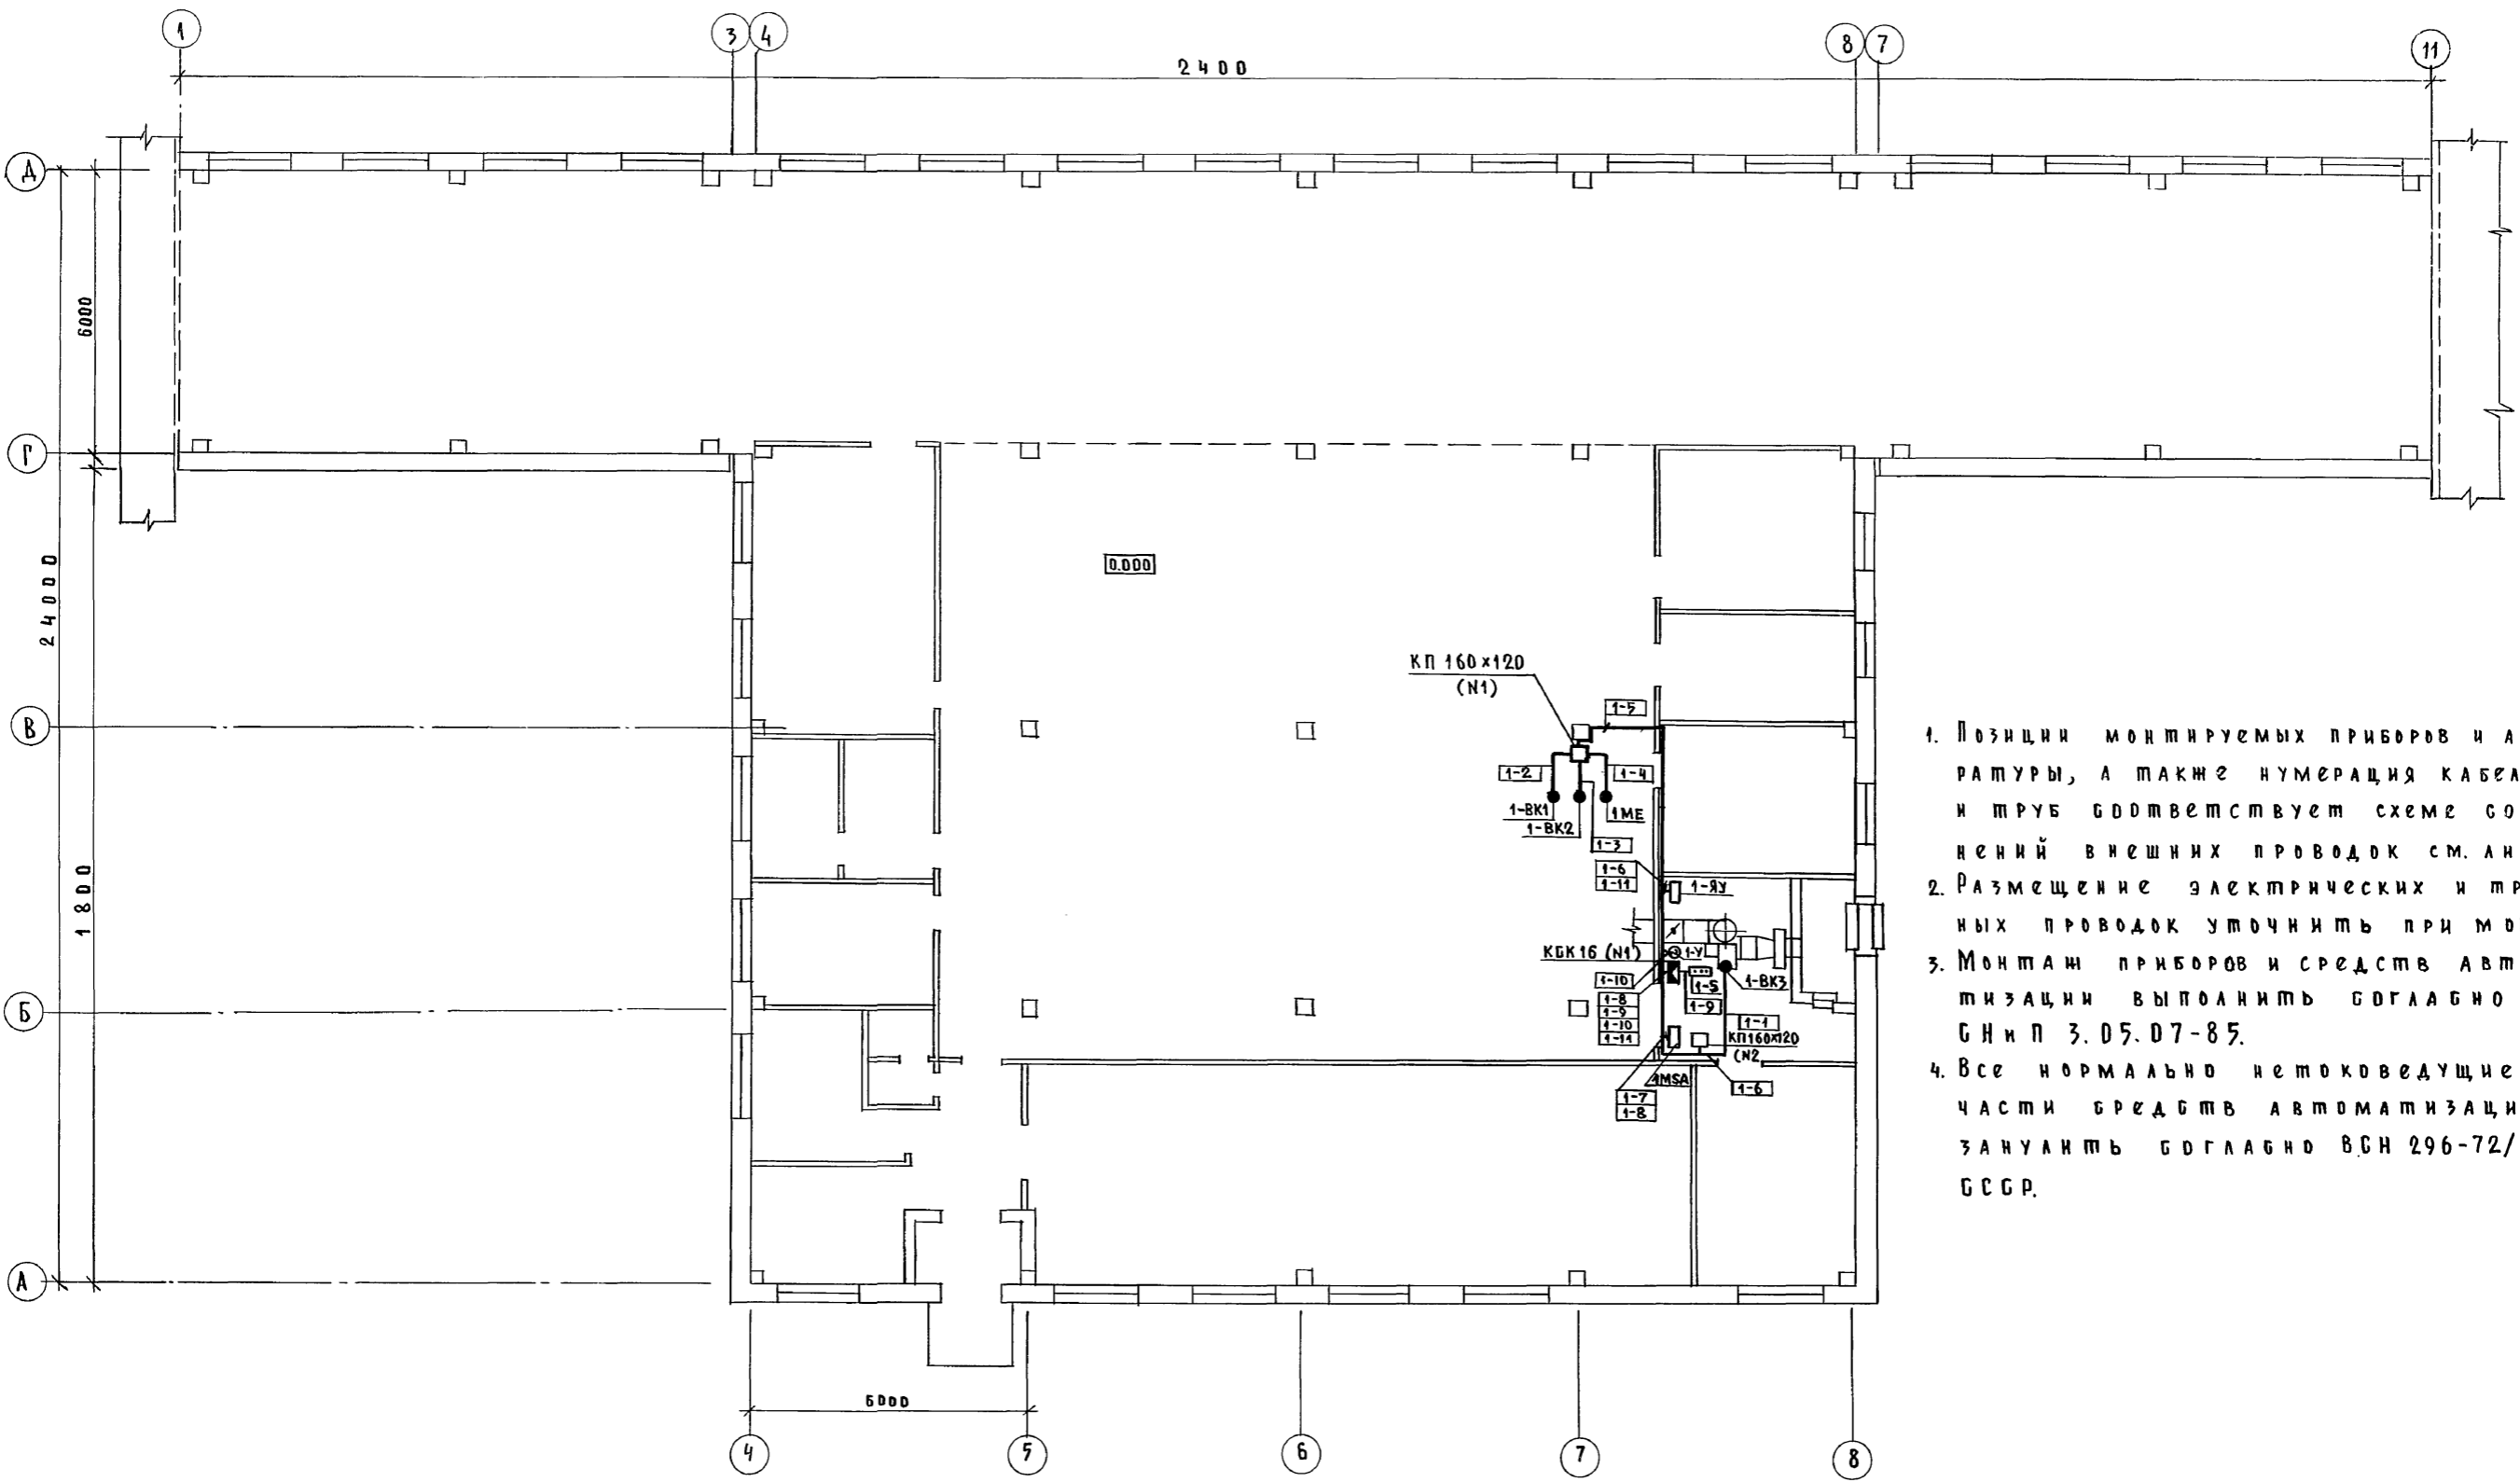 1
3
4
8
7
11
2400
Д
6000
Г
24000
0.000
КП 160×120
(N1)
1-5
В
1-2
1-4
1-ВК1
1МЕ
1-ВК2
1-3
1-6
1-11
1-ЯУ
1800
КСК 16 (N1)
1-У
1-10
1-S
1-ВК3
1-8
1-9
1-9
1-10
1-11
1-1
КП160×120
(N2
Б
1MSA
1-6
1-7
1-8
А
6000
4
5
6
7
8
1. Позиции монтируемых приборов и а
ратуры, а также нумерация кабел
и труб соответствует схеме со
нений внешних проводок см. ли
2. Размещение электрических и тр
ных проводок уточнить при мо
3. Монтаж приборов и средств авт
тизации выполнить согласно
СНиП 3.05.07-85.
4. Все нормально нетоковедущие
части средств автоматизаци
занулить согласно ВСН 296-72/
СССР.